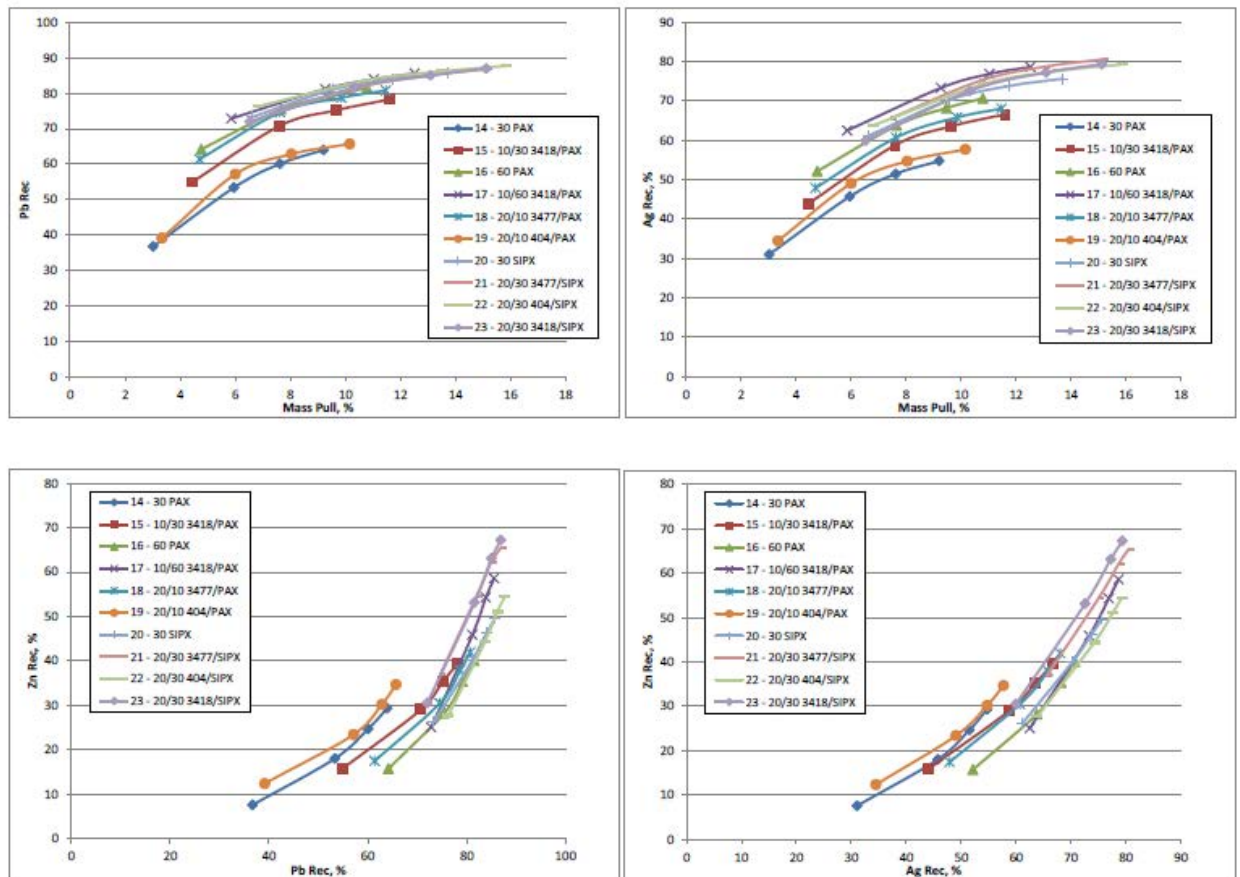 100
90
80
70
60
50
40
30
20
10
0
Pb Rec
0 2 4 6 8 10 12 14 16 18
Mass Pull, %
14 - 30 PAX
15 - 10/30 3418/PAX
16 - 60 PAX
17 - 10/60 3418/PAX
18 - 20/10 3477/PAX
19 - 20/10 404/PAX
20 - 30 SIPX
21 - 20/30 3477/SIPX
22 - 20/30 404/SIPX
23 - 20/30 3418/SIPX
90
80
70
60
50
40
30
20
10
0
Ag Rec, %
0 2 4 6 8 10 12 14 16 18
Mass Pull, %
14 - 30 PAX
15 - 10/30 3418/PAX
16 - 60 PAX
17 - 10/60 3418/PAX
18 - 20/10 3477/PAX
19 - 20/10 404/PAX
20 - 30 SIPX
21 - 20/30 3477/SIPX
22 - 20/30 404/SIPX
23 - 20/30 3418/SIPX
80
70
60
50
40
30
20
10
0
Zn Rec, %
0 20 40 60 80 100
Pb Rec, %
14 - 30 PAX
15 - 10/30 3418/PAX
16 - 60 PAX
17 - 10/60 3418/PAX
18 - 20/10 3477/PAX
19 - 20/10 404/PAX
20 - 30 SIPX
21 - 20/30 3477/SIPX
22 - 20/30 404/SIPX
23 - 20/30 3418/SIPX
80
70
60
50
40
30
20
10
0
Zn Rec, %
0 10 20 30 40 50 60 70 80 90
Ag Rec, %
14 - 30 PAX
15 - 10/30 3418/PAX
16 - 60 PAX
17 - 10/60 3418/PAX
18 - 20/10 3477/PAX
19 - 20/10 404/PAX
20 - 30 SIPX
21 - 20/30 3477/SIPX
22 - 20/30 404/SIPX
23 - 20/30 3418/SIPX